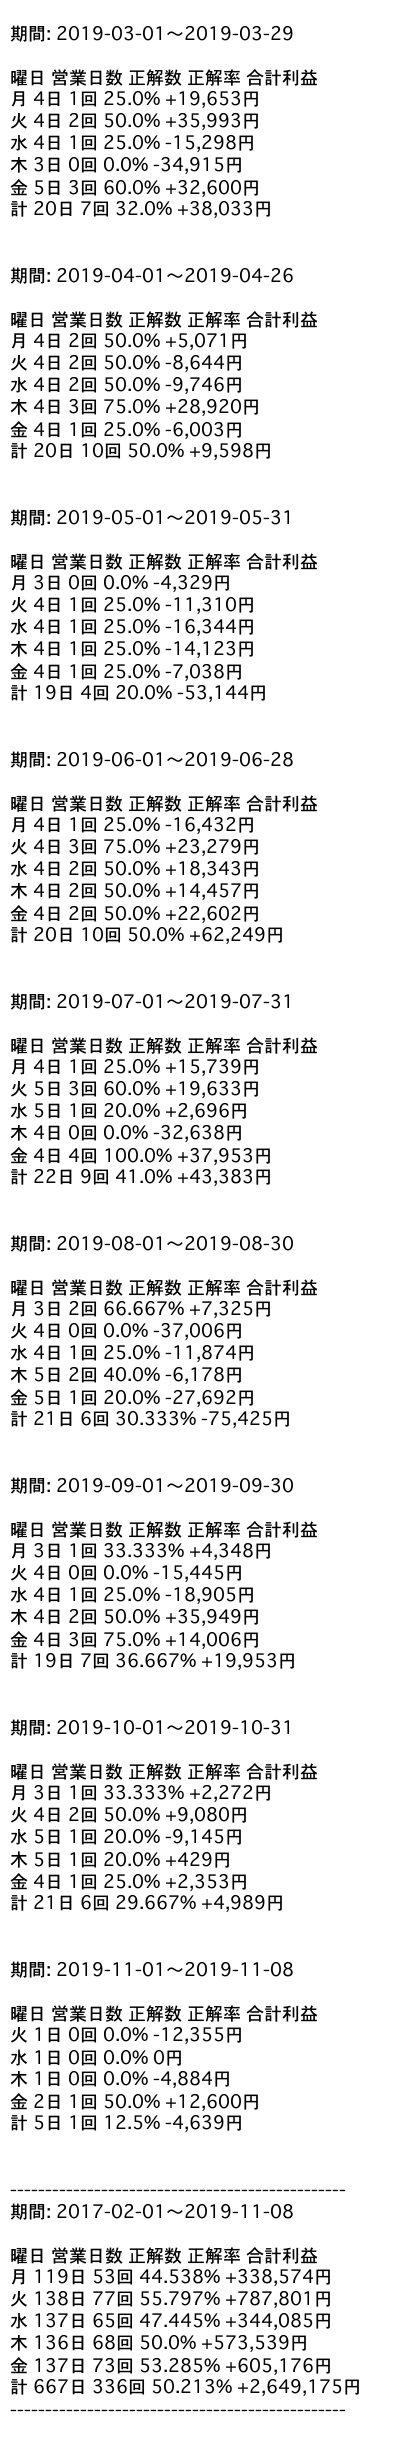 期間: 2019-03-01〜2019-03-29
曜日 営業日数 正解数 正解率 合計利益
月 4日 1回 25.0% +19,653円
火 4日 2回 50.0% +35,993円
水 4日 1回 25.0% -15,298円
木 3日 0回 0.0% -34,915円
金 5日 3回 60.0% +32,600円
計 20日 7回 32.0% +38,033円
期間: 2019-04-01〜2019-04-26
曜日 営業日数 正解数 正解率 合計利益
月 4日 2回 50.0% +5,071円
火 4日 2回 50.0% -8,644円
水 4日 2回 50.0% -9,746円
木 4日 3回 75.0% +28,920円
金 4日 1回 25.0% -6,003円
計 20日 10回 50.0% +9,598円
期間: 2019-05-01〜2019-05-31
曜日 営業日数 正解数 正解率 合計利益
月 3日 0回 0.0% -4,329円
火 4日 1回 25.0% -11,310円
水 4日 1回 25.0% -16,344円
木 4日 1回 25.0% -14,123円
金 4日 1回 25.0% -7,038円
計 19日 4回 20.0% -53,144円
期間: 2019-06-01〜2019-06-28
曜日 営業日数 正解数 正解率 合計利益
月 4日 1回 25.0% -16,432円
火 4日 3回 75.0% +23,279円
水 4日 2回 50.0% +18,343円
木 4日 2回 50.0% +14,457円
金 4日 2回 50.0% +22,602円
計 20日 10回 50.0% +62,249円
期間: 2019-07-01〜2019-07-31
曜日 営業日数 正解数 正解率 合計利益
月 4日 1回 25.0% +15,739円
火 5日 3回 60.0% +19,633円
水 5日 1回 20.0% +2,696円
木 4日 0回 0.0% -32,638円
金 4日 4回 100.0% +37,953円
計 22日 9回 41.0% +43,383円
期間: 2019-08-01〜2019-08-30
曜日 営業日数 正解数 正解率 合計利益
月 3日 2回 66.667% +7,325円
火 4日 0回 0.0% -37,006円
水 4日 1回 25.0% -11,874円
木 5日 2回 40.0% -6,178円
金 5日 1回 20.0% -27,692円
計 21日 6回 30.333% -75,425円
期間: 2019-09-01〜2019-09-30
曜日 営業日数 正解数 正解率 合計利益
月 3日 1回 33.333% +4,348円
火 4日 0回 0.0% -15,445円
水 4日 1回 25.0% -18,905円
木 4日 2回 50.0% +35,949円
金 4日 3回 75.0% +14,006円
計 19日 7回 36.667% +19,953円
期間: 2019-10-01〜2019-10-31
曜日 営業日数 正解数 正解率 合計利益
月 3日 1回 33.333% +2,272円
火 4日 2回 50.0% +9,080円
水 5日 1回 20.0% -9,145円
木 5日 1回 20.0% +429円
金 4日 1回 25.0% +2,353円
計 21日 6回 29.667% +4,989円
期間: 2019-11-01〜2019-11-08
曜日 営業日数 正解数 正解率 合計利益
火 1日 0回 0.0% -12,355円
水 1日 0回 0.0% 0円
木 1日 0回 0.0% -4,884円
金 2日 1回 50.0% +12,600円
計 5日 1回 12.5% -4,639円
------------------------------------------------
期間: 2017-02-01〜2019-11-08
曜日 営業日数 正解数 正解率 合計利益
月 119日 53回 44.538% +338,574円
火 138日 77回 55.797% +787,801円
水 137日 65回 47.445% +344,085円
木 136日 68回 50.0% +573,539円
金 137日 73回 53.285% +605,176円
計 667日 336回 50.213% +2,649,175円
------------------------------------------------